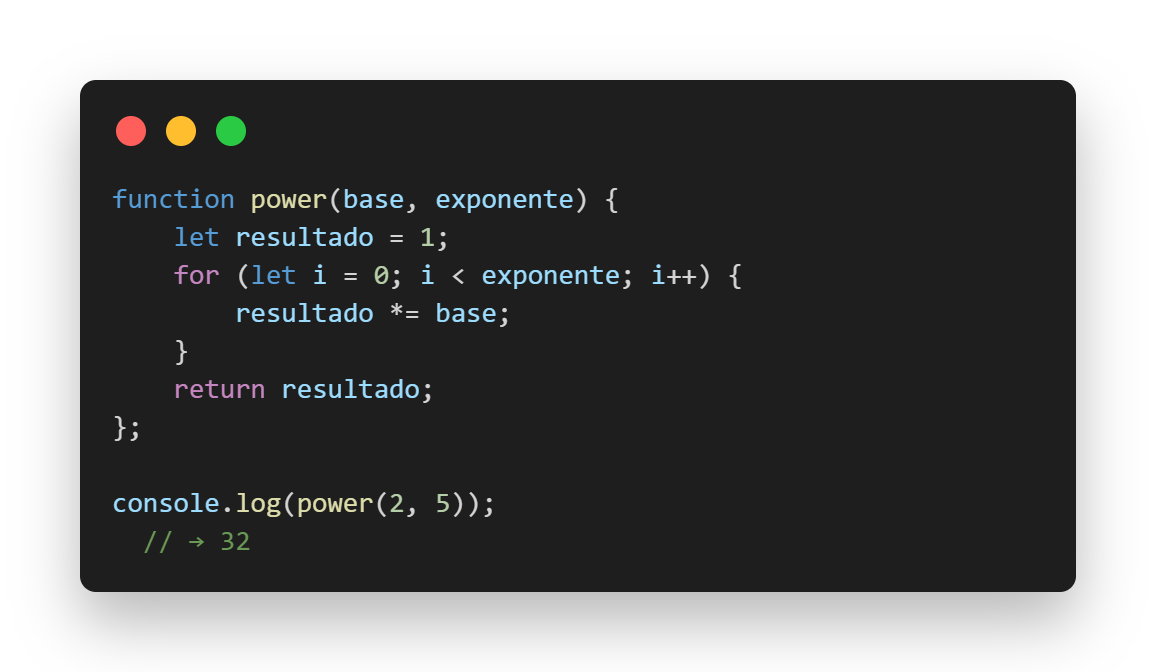 function power(base, exponente) {
    let resultado = 1;
    for (let i = 0; i < exponente; i++) {
        resultado *= base;
    }
    return resultado;
};

console.log(power(2, 5));
  // → 32